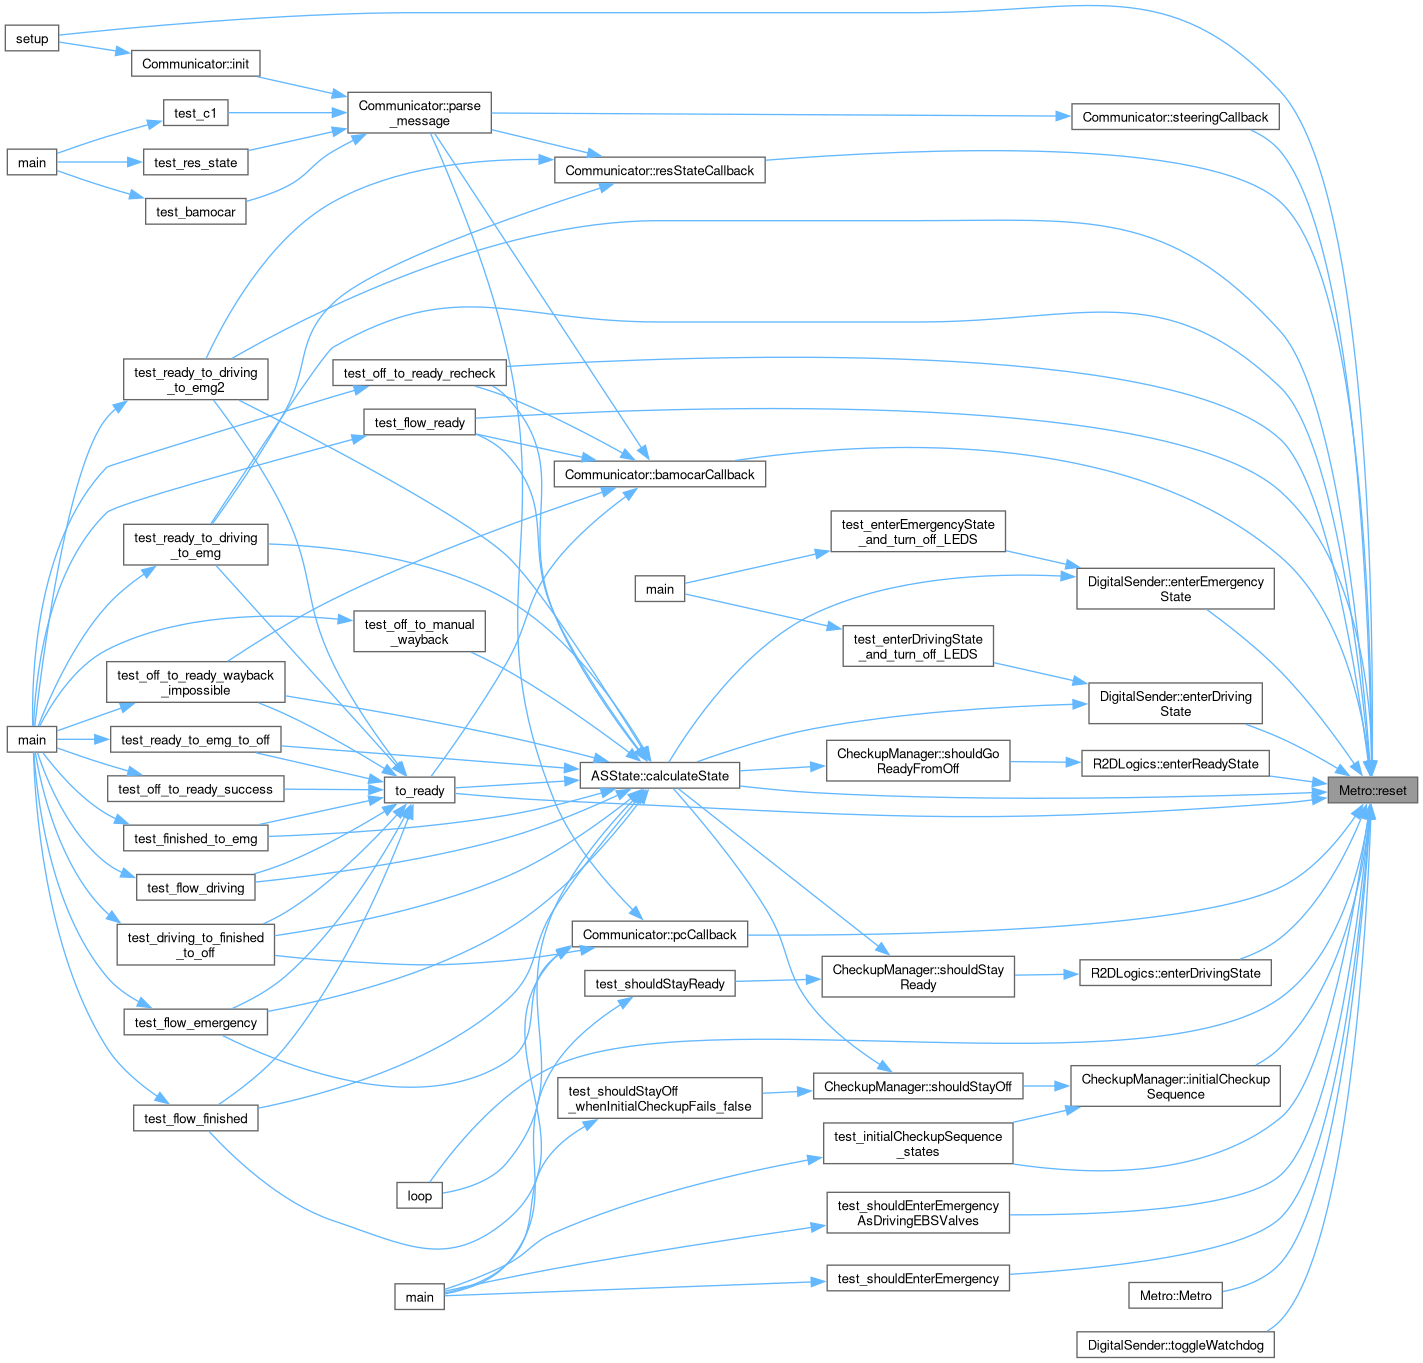 setup
Communicator::init
Communicator::parse
_message
test_c1
main
test_res_state
test_bamocar
Communicator::steeringCallback
Communicator::resStateCallback
test_ready_to_driving
_to_emg2
test_off_to_ready_recheck
test_flow_ready
Communicator::bamocarCallback
test_ready_to_driving
_to_emg
test_enterEmergencyState
_and_turn_off_LEDS
main
DigitalSender::enterEmergency
State
test_off_to_manual
_wayback
test_enterDrivingState
_and_turn_off_LEDS
test_off_to_ready_wayback
_impossible
DigitalSender::enterDriving
State
main
test_ready_to_emg_to_off
CheckupManager::shouldGo
ReadyFromOff
R2DLogics::enterReadyState
ASState::calculateState
test_off_to_ready_success
to_ready
Metro::reset
test_finished_to_emg
test_flow_driving
test_driving_to_finished
_to_off
Communicator::pcCallback
test_shouldStayReady
CheckupManager::shouldStay
Ready
R2DLogics::enterDrivingState
test_flow_emergency
test_shouldStayOff
_whenInitialCheckupFails_false
CheckupManager::shouldStayOff
CheckupManager::initialCheckup
Sequence
test_flow_finished
test_initialCheckupSequence
_states
loop
test_shouldEnterEmergency
AsDrivingEBSValves
test_shouldEnterEmergency
main
Metro::Metro
DigitalSender::toggleWatchdog